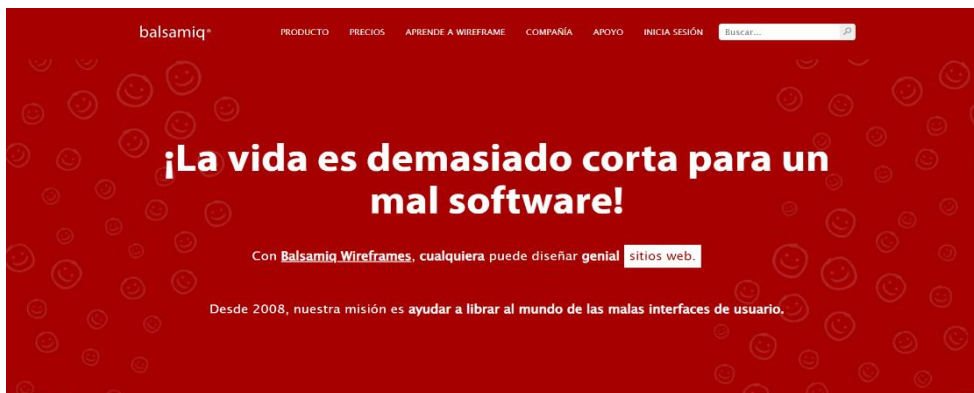 balsamiq®
PRODUCTO PRECIOS APRENDE A WIREFRAME COMPAÑÍA APOYO INICIA SESIÓN Buscar...
¡La vida es demasiado corta para un
mal software!
Con Balsamiq Wireframes, cualquiera puede diseñar genial sitios web.
Desde 2008, nuestra misión es ayudar a librar al mundo de las malas interfaces de usuario.